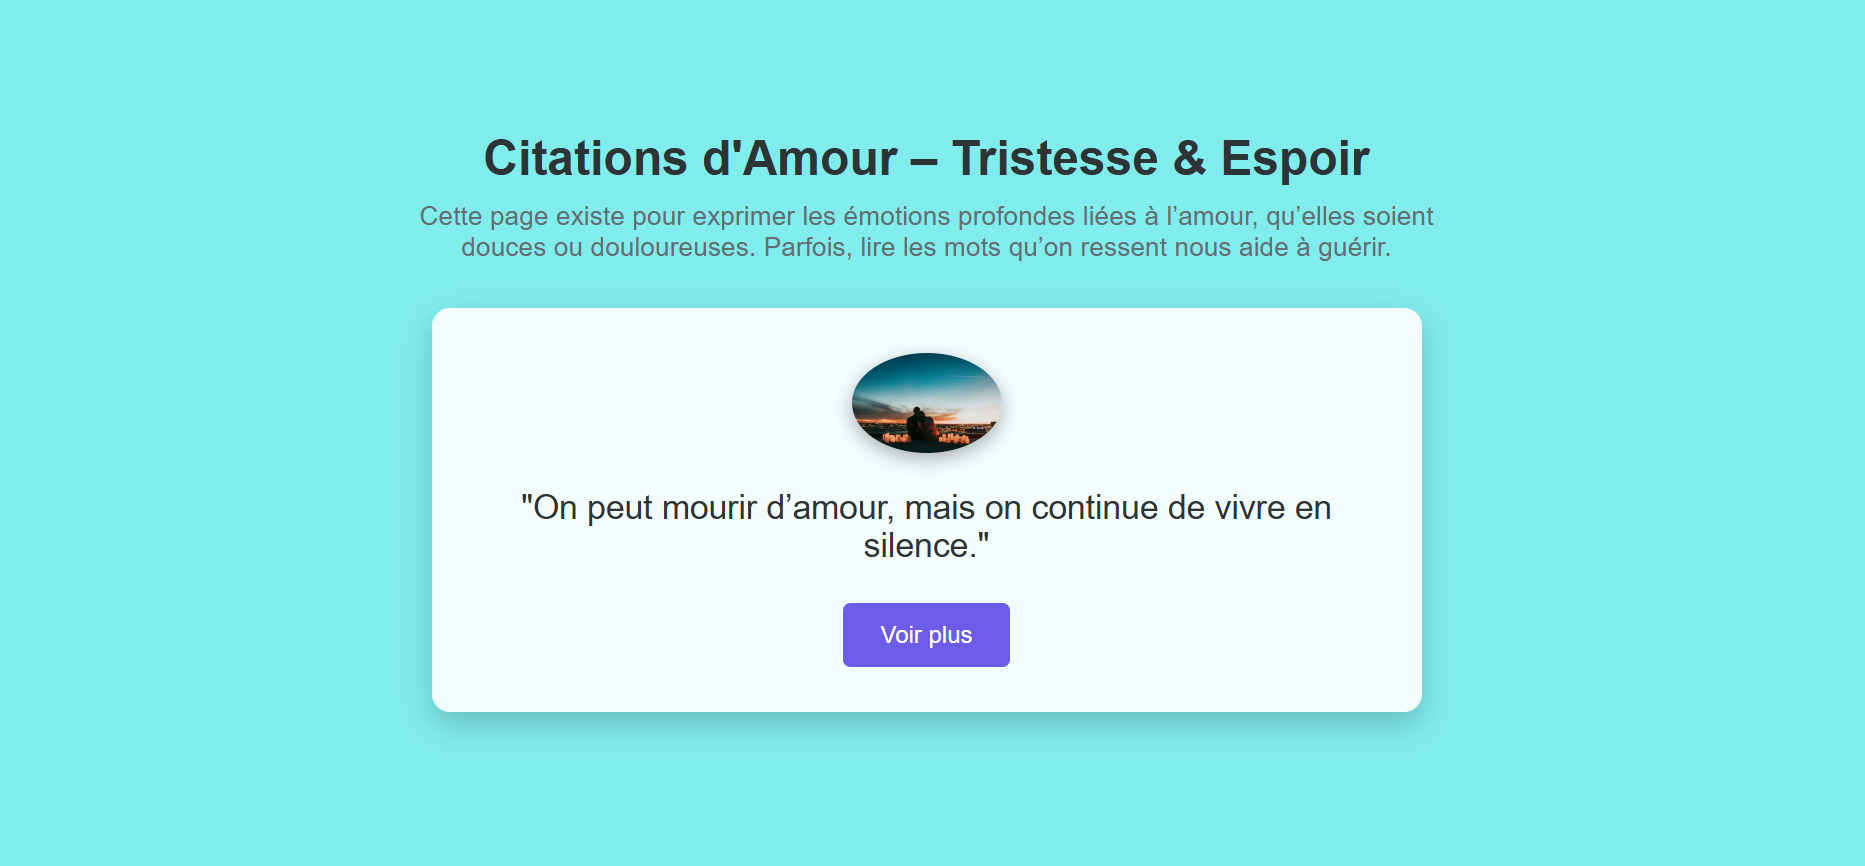 Citations d'Amour – Tristesse & Espoir
Cette page existe pour exprimer les émotions profondes liées à l’amour, qu’elles soient
douces ou douloureuses. Parfois, lire les mots qu’on ressent nous aide à guérir.
"On peut mourir d’amour, mais on continue de vivre en
silence."
Voir plus